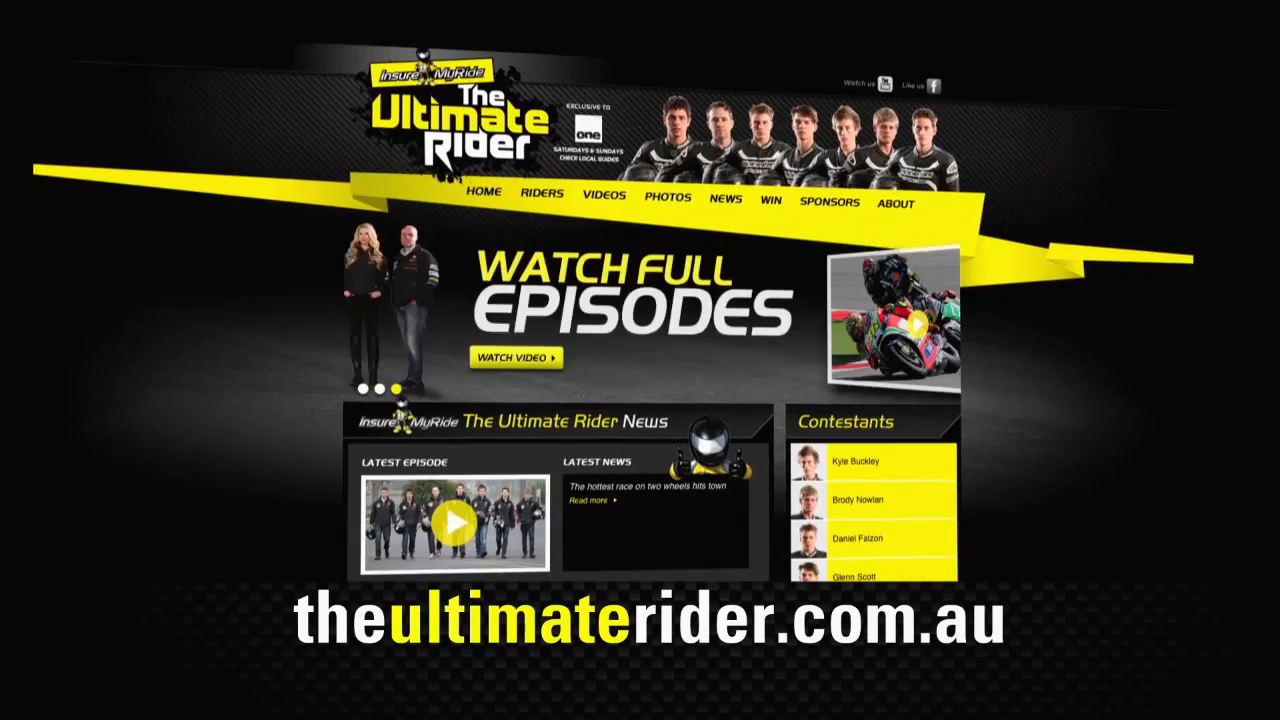 Insure MyRide
The
Ultimate
Rider
EXCLUSIVE TO
one
SATURDAYS & SUNDAYS
CHECK LOCAL GUIDES
Watch us
You Tube
Like us
f
HOME RIDERS VIDEOS PHOTOS NEWS WIN SPONSORS ABOUT
WATCH FULL
EPISODES
WATCH VIDEO
Insure MyRide The Ultimate Rider News
Contestants
LATEST EPISODE
LATEST NEWS
The hottest race on two wheels hits town
Read more
Kyle Buckley
Brody Nowlan
Daniel Falzon
Glenn Scott
theultimaterider.com.au